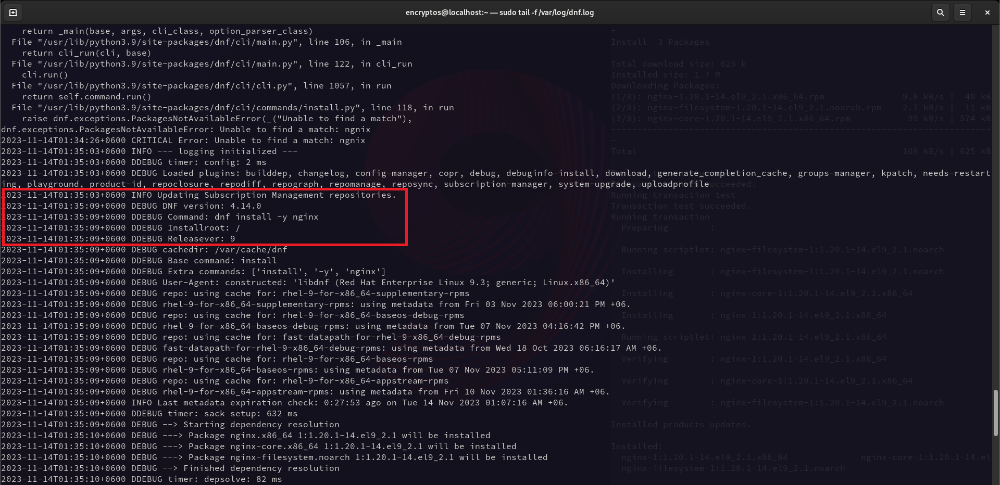 encryptos@localhost:~ — sudo tail -f /var/log/dnf.log
    return _main(base, args, cli_class, option_parser_class)
  File "/usr/lib/python3.9/site-packages/dnf/cli/main.py", line 106, in _main
    return cli_run(cli, base)
  File "/usr/lib/python3.9/site-packages/dnf/cli/main.py", line 122, in cli_run
    cli.run()
  File "/usr/lib/python3.9/site-packages/dnf/cli/cli.py", line 1057, in run
    return self.command.run()
  File "/usr/lib/python3.9/site-packages/dnf/cli/commands/install.py", line 118, in run
    raise dnf.exceptions.PackagesNotAvailableError(_("Unable to find a match"),
dnf.exceptions.PackagesNotAvailableError: Unable to find a match: ngnix
2023-11-14T01:34:26+0600 CRITICAL Error: Unable to find a match: ngnix
2023-11-14T01:35:03+0600 INFO --- logging initialized ---
2023-11-14T01:35:03+0600 DDEBUG timer: config: 2 ms
2023-11-14T01:35:03+0600 DEBUG Loaded plugins: builddep, changelog, config-manager, copr, debug, debuginfo-install, download, generate_completion_cache, groups-manager, kpatch, needs-restart
ing, playground, product-id, repoclosure, repodiff, repograph, repomanage, reposync, subscription-manager, system-upgrade, uploadprofile
2023-11-14T01:35:03+0600 INFO Updating Subscription Management repositories.
2023-11-14T01:35:09+0600 DEBUG DNF version: 4.14.0
2023-11-14T01:35:09+0600 DDEBUG Command: dnf install -y nginx
2023-11-14T01:35:09+0600 DDEBUG Installroot: /
2023-11-14T01:35:09+0600 DDEBUG Releasever: 9
2023-11-14T01:35:09+0600 DEBUG cachedir: /var/cache/dnf
2023-11-14T01:35:09+0600 DDEBUG Base command: install
2023-11-14T01:35:09+0600 DDEBUG Extra commands: ['install', '-y', 'nginx']
2023-11-14T01:35:09+0600 DEBUG User-Agent: constructed: 'libdnf (Red Hat Enterprise Linux 9.3; generic; Linux.x86_64)'
2023-11-14T01:35:09+0600 DEBUG repo: using cache for: rhel-9-for-x86_64-supplementary-rpms
2023-11-14T01:35:09+0600 DEBUG rhel-9-for-x86_64-supplementary-rpms: using metadata from Fri 03 Nov 2023 06:00:21 PM +06.
2023-11-14T01:35:09+0600 DEBUG repo: using cache for: rhel-9-for-x86_64-baseos-debug-rpms
2023-11-14T01:35:09+0600 DEBUG rhel-9-for-x86_64-baseos-debug-rpms: using metadata from Tue 07 Nov 2023 04:16:42 PM +06.
2023-11-14T01:35:09+0600 DEBUG repo: using cache for: fast-datapath-for-rhel-9-x86_64-debug-rpms
2023-11-14T01:35:09+0600 DEBUG fast-datapath-for-rhel-9-x86_64-debug-rpms: using metadata from Wed 18 Oct 2023 06:16:17 AM +06.
2023-11-14T01:35:09+0600 DEBUG repo: using cache for: rhel-9-for-x86_64-baseos-rpms
2023-11-14T01:35:09+0600 DEBUG rhel-9-for-x86_64-baseos-rpms: using metadata from Tue 07 Nov 2023 05:11:09 PM +06.
2023-11-14T01:35:09+0600 DEBUG repo: using cache for: rhel-9-for-x86_64-appstream-rpms
2023-11-14T01:35:09+0600 DEBUG rhel-9-for-x86_64-appstream-rpms: using metadata from Fri 10 Nov 2023 01:36:16 AM +06.
2023-11-14T01:35:09+0600 INFO Last metadata expiration check: 0:27:53 ago on Tue 14 Nov 2023 01:07:16 AM +06.
2023-11-14T01:35:09+0600 DDEBUG timer: sack setup: 632 ms
2023-11-14T01:35:09+0600 DEBUG --> Starting dependency resolution
2023-11-14T01:35:10+0600 DEBUG ---> Package nginx.x86_64 1:1.20.1-14.el9_2.1 will be installed
2023-11-14T01:35:10+0600 DEBUG ---> Package nginx-core.x86_64 1:1.20.1-14.el9_2.1 will be installed
2023-11-14T01:35:10+0600 DEBUG ---> Package nginx-filesystem.noarch 1:1.20.1-14.el9_2.1 will be installed
2023-11-14T01:35:10+0600 DEBUG --> Finished dependency resolution
2023-11-14T01:35:10+0600 DDEBUG timer: depsolve: 82 ms
=
Install  3 Packages
Total download size: 625 k
Installed size: 1.7 M
Downloading Packages:
(1/3): nginx-1.20.1-14.el9_2.1.x86_64.rpm 9.8 kB/s | 40 kB
(2/3): nginx-filesystem-1.20.1-14.el9_2.1.noarch.rpm 2.7 kB/s | 11 kB
(3/3): nginx-core-1.20.1-14.el9_2.1.x86_64.rpm 99 kB/s | 574 kB
Total 108 kB/s | 625 kB
succeeded.
Running transaction test
Transaction test succeeded.
Running transaction
  Preparing :
  Running scriptlet: nginx-filesystem-1:1.20.1-14.el9_2.1.noarch
  Installing : nginx-filesystem-1:1.20.1-14.el9_2.1.noarch
  Installing : nginx-core-1:1.20.1-14.el9_2.1.x86_64
  Installing : nginx-1:1.20.1-14.el9_2.1.x86_64
  Running scriptlet: nginx-1:1.20.1-14.el9_2.1.x86_64
  Verifying : nginx-1:1.20.1-14.el9_2.1.x86_64
  Verifying : nginx-core-1:1.20.1-14.el9_2.1.x86_64
  Verifying : nginx-filesystem-1:1.20.1-14.el9_2.1.noarch
Installed products updated.
Installed:
  nginx-1:1.20.1-14.el9_2.1.x86_64 nginx-core-1:1.20.1-14.el
  nginx-filesystem-1:1.20.1-14.el9_2.1.noarch